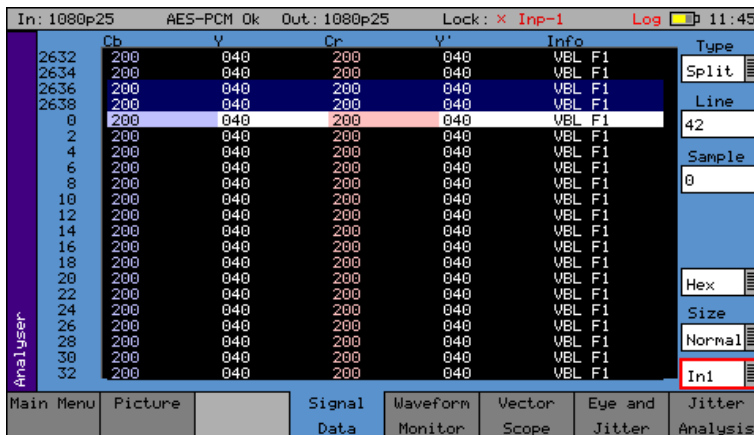 In: 1080p25 AES-PCM Ok Out: 1080p25 Lock: × Inp-1 Log 11:45
Cb Y Cr Y' Info
2632 200 040 200 040 VBL F1
2634 200 040 200 040 VBL F1
2636 200 040 200 040 VBL F1
2638 200 040 200 040 VBL F1
0 200 040 200 040 VBL F1
2 200 040 200 040 VBL F1
4 200 040 200 040 VBL F1
6 200 040 200 040 VBL F1
8 200 040 200 040 VBL F1
10 200 040 200 040 VBL F1
12 200 040 200 040 VBL F1
14 200 040 200 040 VBL F1
16 200 040 200 040 VBL F1
18 200 040 200 040 VBL F1
20 200 040 200 040 VBL F1
22 200 040 200 040 VBL F1
24 200 040 200 040 VBL F1
26 200 040 200 040 VBL F1
28 200 040 200 040 VBL F1
30 200 040 200 040 VBL F1
32 200 040 200 040 VBL F1
Type
Split
Line
42
Sample
0
Hex
Size
Normal
In1
Analyser
Main Menu Picture Signal Waveform Vector Eye and Jitter
Data Monitor Scope Jitter Analysis